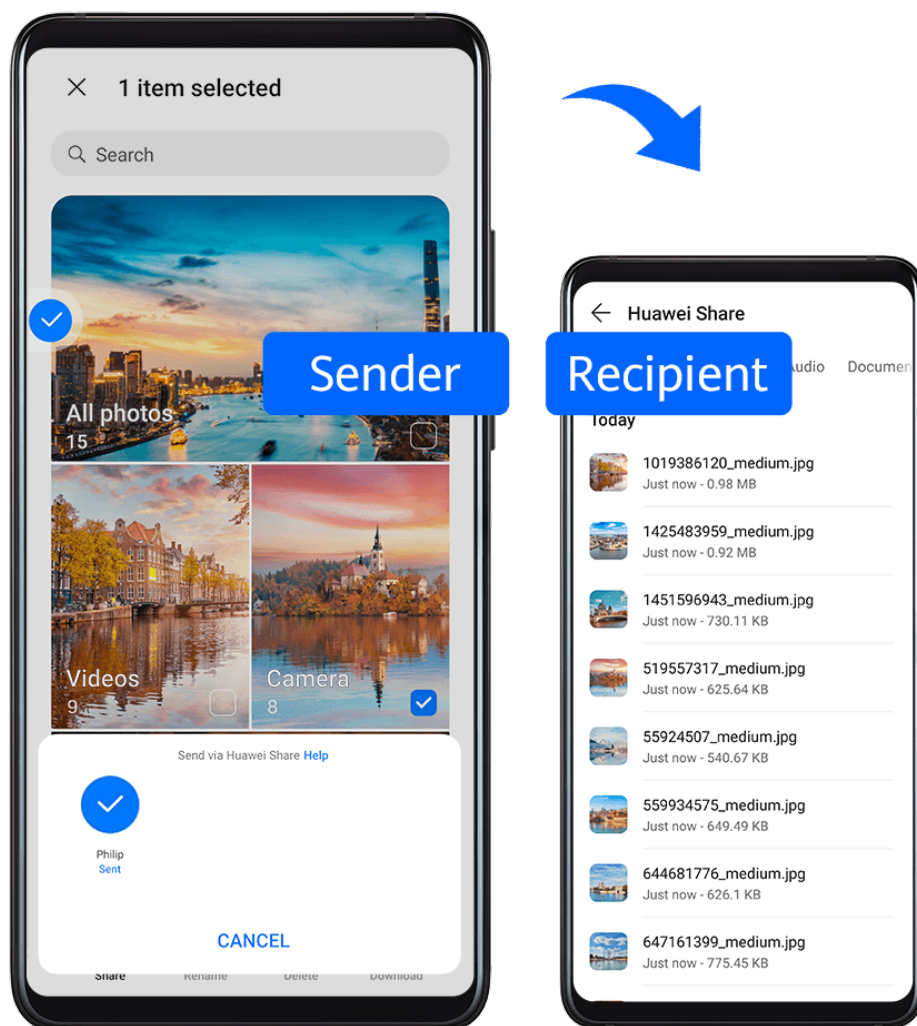 1 item selected
Search
All photos
15
Videos
9
Camera
8
Send via Huawei Share Help
Philip
Sent
CANCEL
Share Rename Delete Download
Sender
Recipient
Huawei Share
Documen
Today
1019386120_medium.jpg
Just now - 0.98 MB
1425483959_medium.jpg
Just now - 0.92 MB
1451596943_medium.jpg
Just now - 730.11 KB
519557317_medium.jpg
Just now - 625.64 KB
55924507_medium.jpg
Just now - 540.67 KB
559934575_medium.jpg
Just now - 649.49 KB
644681776_medium.jpg
Just now - 626.1 KB
647161399_medium.jpg
Just now - 775.45 KB